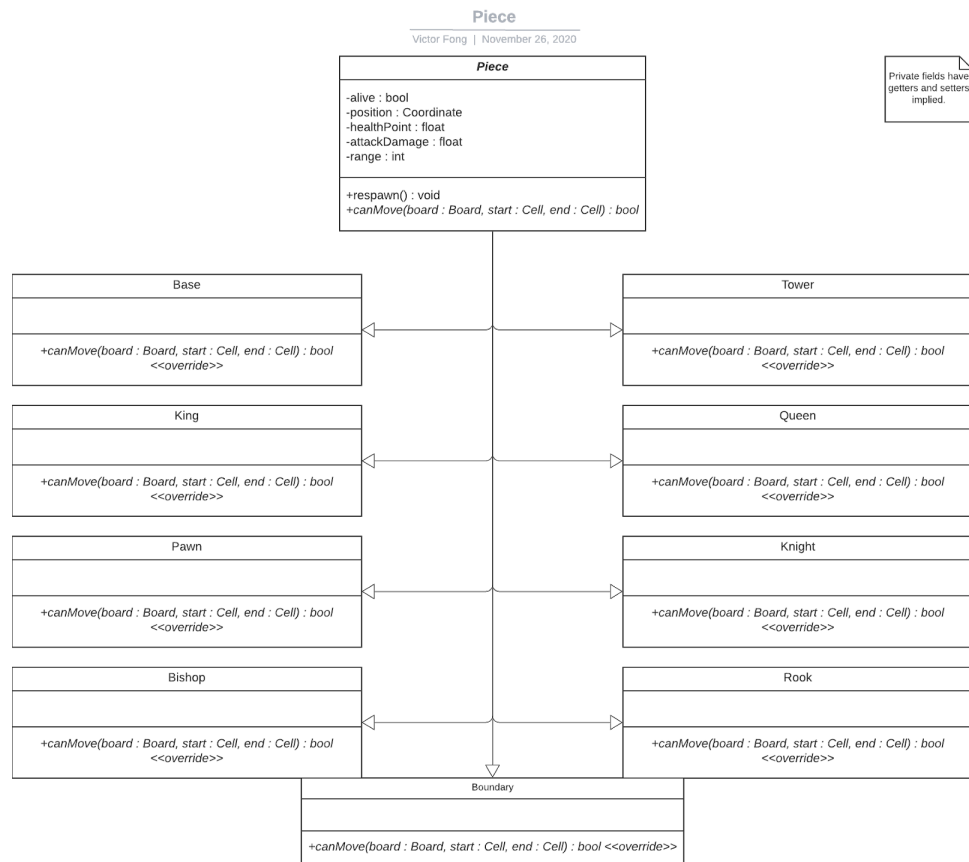 Piece
Victor Fong | November 26, 2020
Piece
-alive : bool
-position : Coordinate
-healthPoint : float
-attackDamage : float
-range : int
+respawn() : void
+canMove(board : Board, start : Cell, end : Cell) : bool
Private fields have
getters and setters
implied.
Base
+canMove(board : Board, start : Cell, end : Cell) : bool
<<override>>
Tower
+canMove(board : Board, start : Cell, end : Cell) : bool
<<override>>
King
+canMove(board : Board, start : Cell, end : Cell) : bool
<<override>>
Queen
+canMove(board : Board, start : Cell, end : Cell) : bool
<<override>>
Pawn
+canMove(board : Board, start : Cell, end : Cell) : bool
<<override>>
Knight
+canMove(board : Board, start : Cell, end : Cell) : bool
<<override>>
Bishop
+canMove(board : Board, start : Cell, end : Cell) : bool
<<override>>
Rook
+canMove(board : Board, start : Cell, end : Cell) : bool
<<override>>
Boundary
+canMove(board : Board, start : Cell, end : Cell) : bool <<override>>